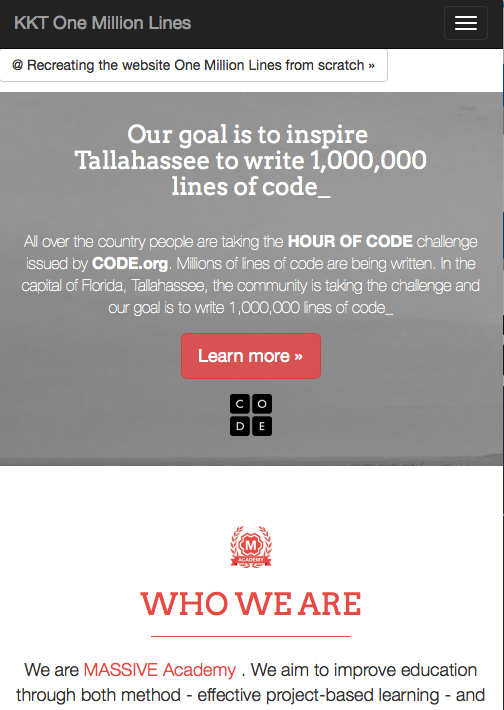 KKT One Million Lines
@ Recreating the website One Million Lines from scratch »
Our goal is to inspire
Tallahassee to write 1,000,000
lines of code_
All over the country people are taking the HOUR OF CODE challenge
issued by CODE.org. Millions of lines of code are being written. In the
capital of Florida, Tallahassee, the community is taking the challenge and
our goal is to write 1,000,000 lines of code_
Learn more »
C O
D E
M
ACADEMY
WHO WE ARE
We are MASSIVE Academy . We aim to improve education
through both method - effective project-based learning - and